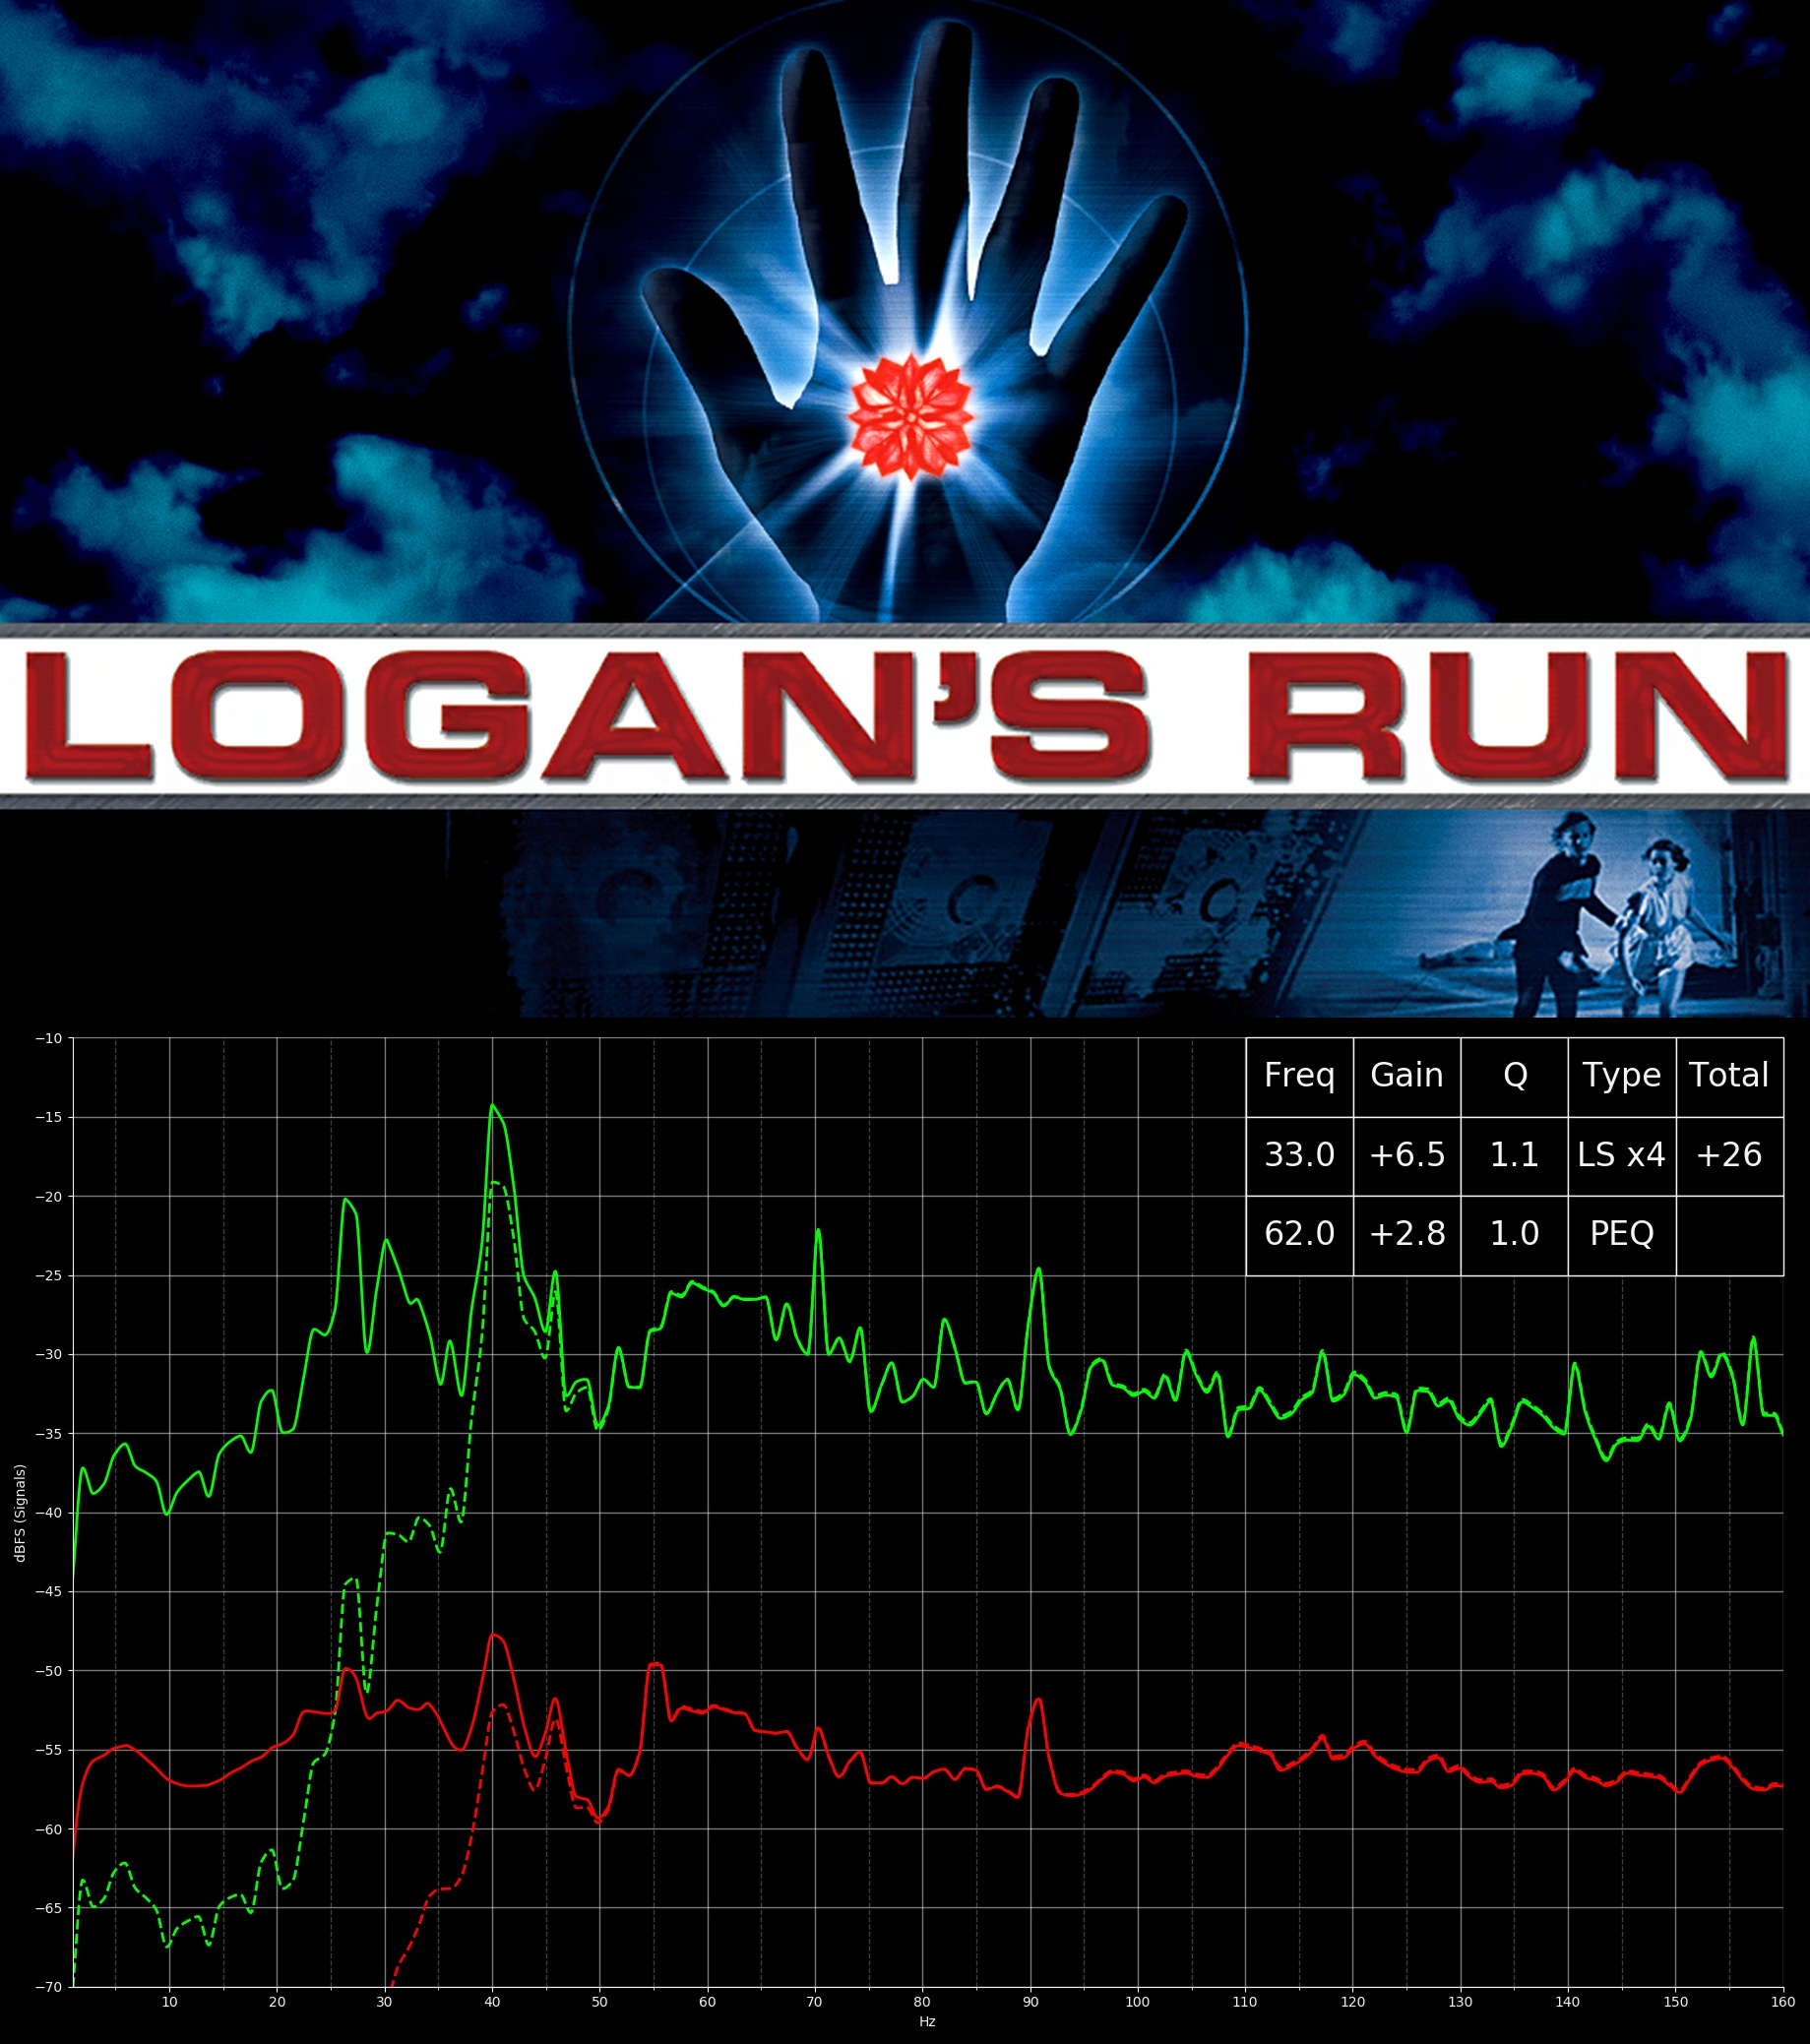 LOGAN'S RUN
Freq Gain Q Type Total
33.0 +6.5 1.1 LS x4 +26
62.0 +2.8 1.0 PEQ
−10
−15
−20
−25
−30
−35
−40
−45
−50
−55
−60
−65
−70
dBFS (Signals)
10 20 30 40 50 60 70 80 90 100 110 120 130 140 150 160
Hz